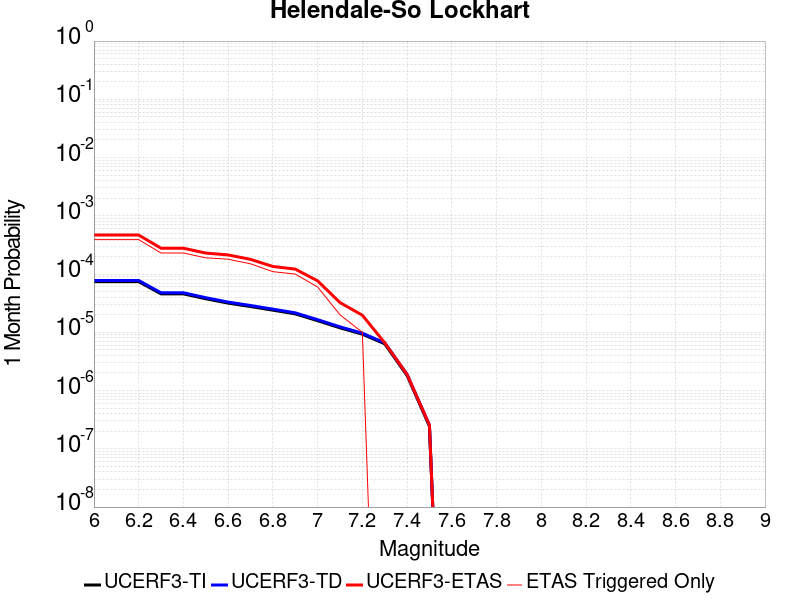 Helendale-So Lockhart
1 Month Probability
10^0
10^-1
10^-2
10^-3
10^-4
10^-5
10^-6
10^-7
10^-8
6 6.2 6.4 6.6 6.8 7 7.2 7.4 7.6 7.8 8 8.2 8.4 8.6 8.8 9
Magnitude
UCERF3-TI UCERF3-TD UCERF3-ETAS ETAS Triggered Only